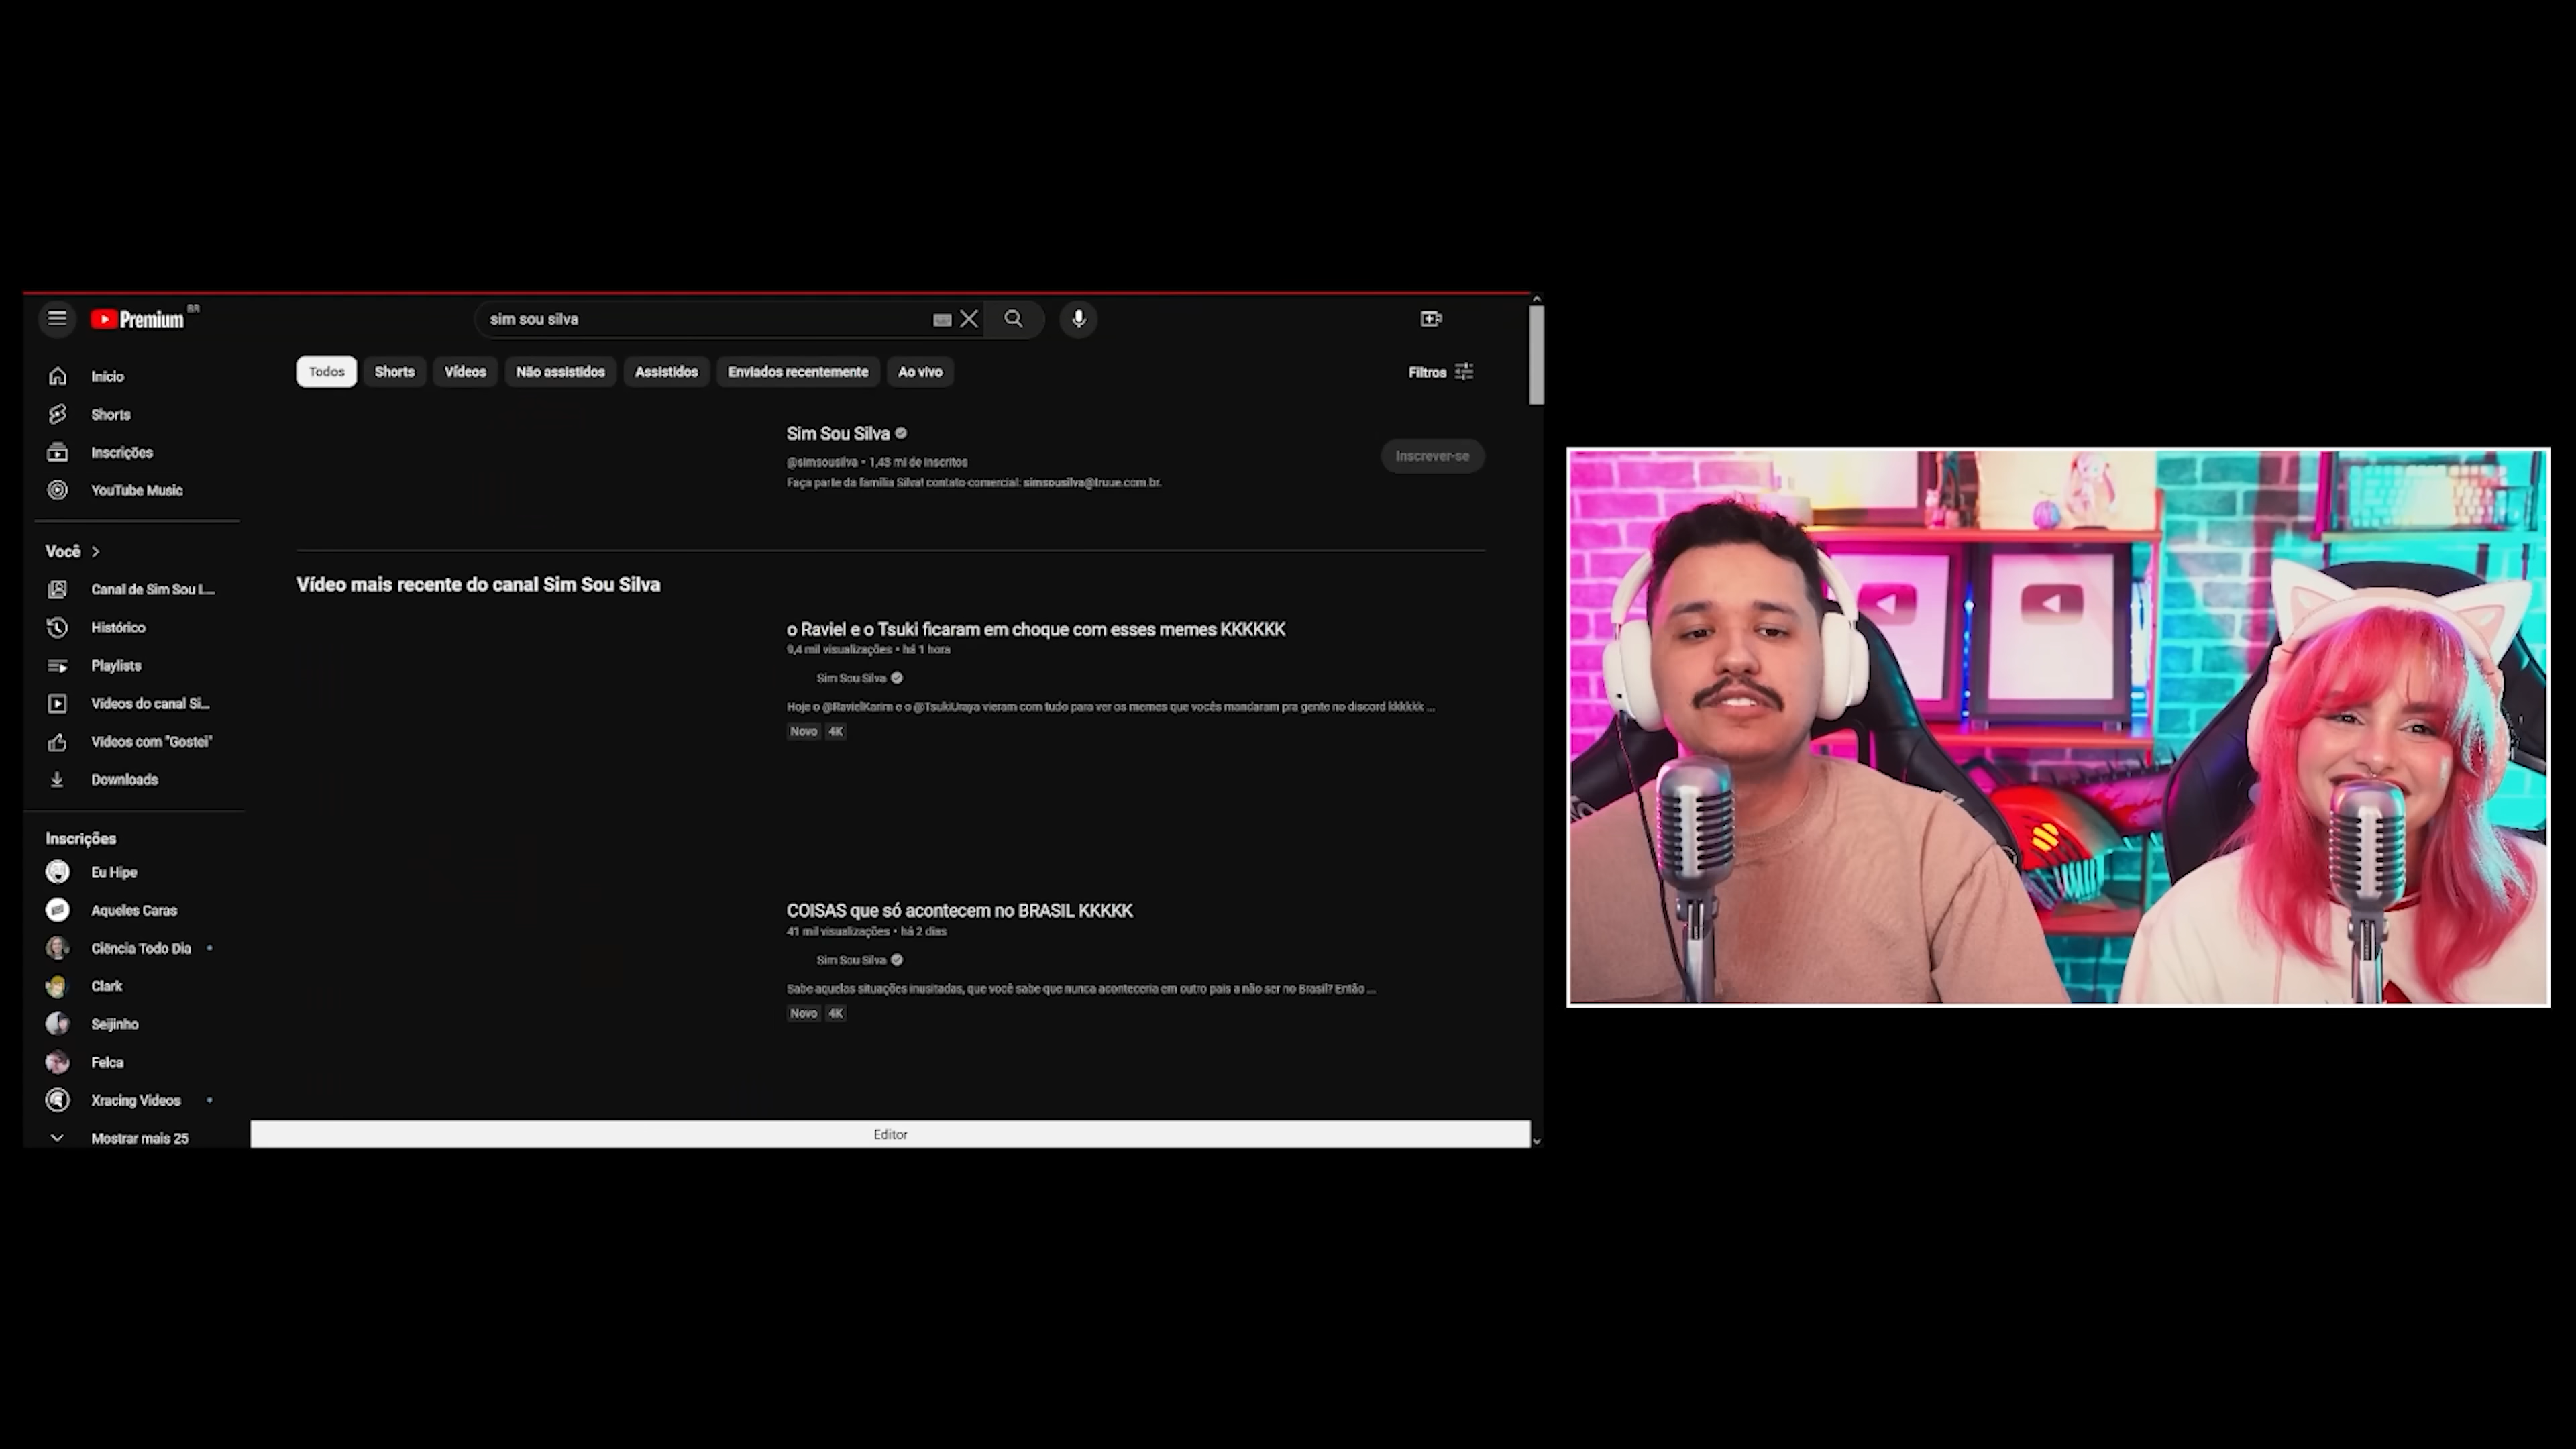 Premium BR
sim sou silva
Início
Shorts
Inscrições
YouTube Music
Você
Canal de Sim Sou L...
Histórico
Playlists
Vídeos do canal Si...
Vídeos com "Gostei"
Downloads
Inscrições
Eu Hipe
Aqueles Caras
Ciência Todo Dia
Clark
Seijinho
Felca
Xracing Videos
Mostrar mais 25
Todos Shorts Vídeos Não assistidos Assistidos Enviados recentemente Ao vivo Filtros
Sim Sou Silva
@simsousilva • 1,43 mi de inscritos
Faça parte da família Silva! contato comercial: simsousilva@truue.com.br.
Inscrever-se
Vídeo mais recente do canal Sim Sou Silva
o Raviel e o Tsuki ficaram em choque com esses memes KKKKKK
9,4 mil visualizações • há 1 hora
Sim Sou Silva
Hoje o @RavielKarim e o @TsukiUraya vieram com tudo para ver os memes que vocês mandaram pra gente no discord kkkkkk ...
Novo 4K
COISAS que só acontecem no BRASIL KKKKK
41 mil visualizações • há 2 dias
Sim Sou Silva
Sabe aquelas situações inusitadas, que você sabe que nunca aconteceria em outro país a não ser no Brasil? Então ...
Novo 4K
Editor